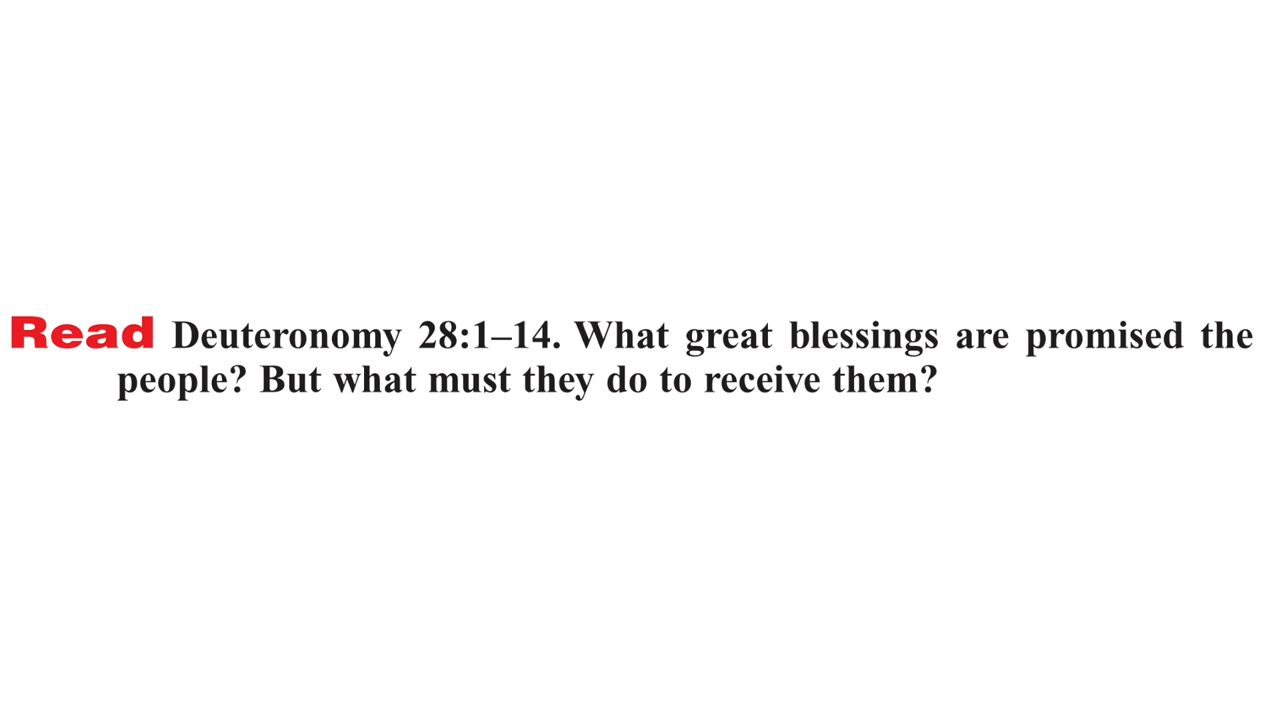 Read Deuteronomy 28:1–14. What great blessings are promised the
people? But what must they do to receive them?